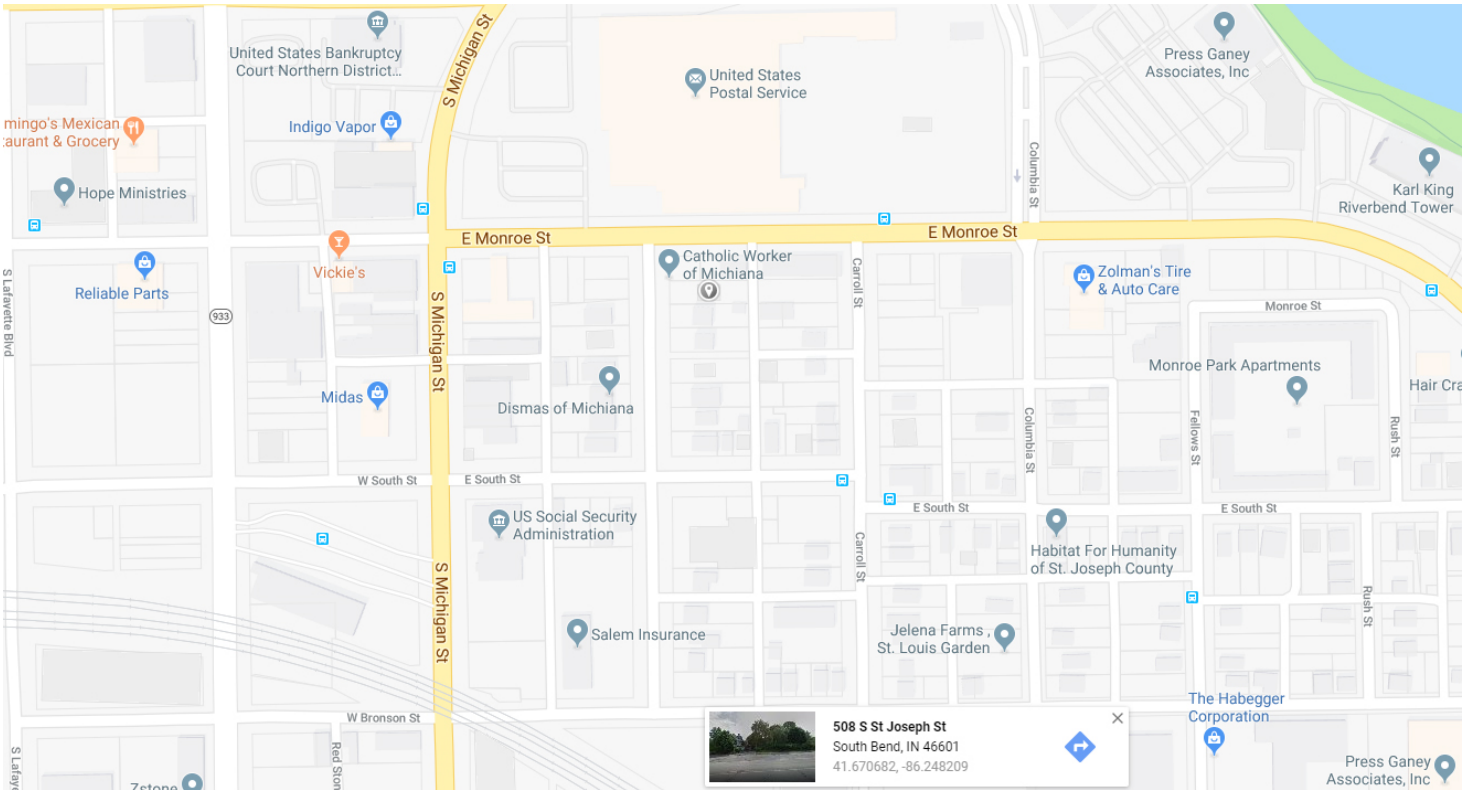 United States Bankruptcy
Court Northern District...
S Michigan St
United States
Postal Service
Press Ganey
Associates, Inc
mingo's Mexican
taurant & Grocery
Indigo Vapor
Hope Ministries
Columbia St
Karl King
Riverbend Tower
E Monroe St
E Monroe St
Vickie's
Reliable Parts
S Lafayette Blvd
933
S Michigan St
Catholic Worker
of Michiana
Carroll St
Zolman's Tire
& Auto Care
Monroe St
Monroe Park Apartments
Midas
Dismas of Michiana
Hair Cra
Columbia St
Fellows St
Rush St
W South St
E South St
E South St
E South St
US Social Security
Administration
S Michigan St
Carroll St
Habitat For Humanity
of St. Joseph County
Rush St
Salem Insurance
Jelena Farms ,
St. Louis Garden
W Bronson St
The Habegger
Corporation
508 S St Joseph St
South Bend, IN 46601
41.670682, -86.248209
S Lafaye
Red Ston
Zstone
Press Ganey
Associates, Inc